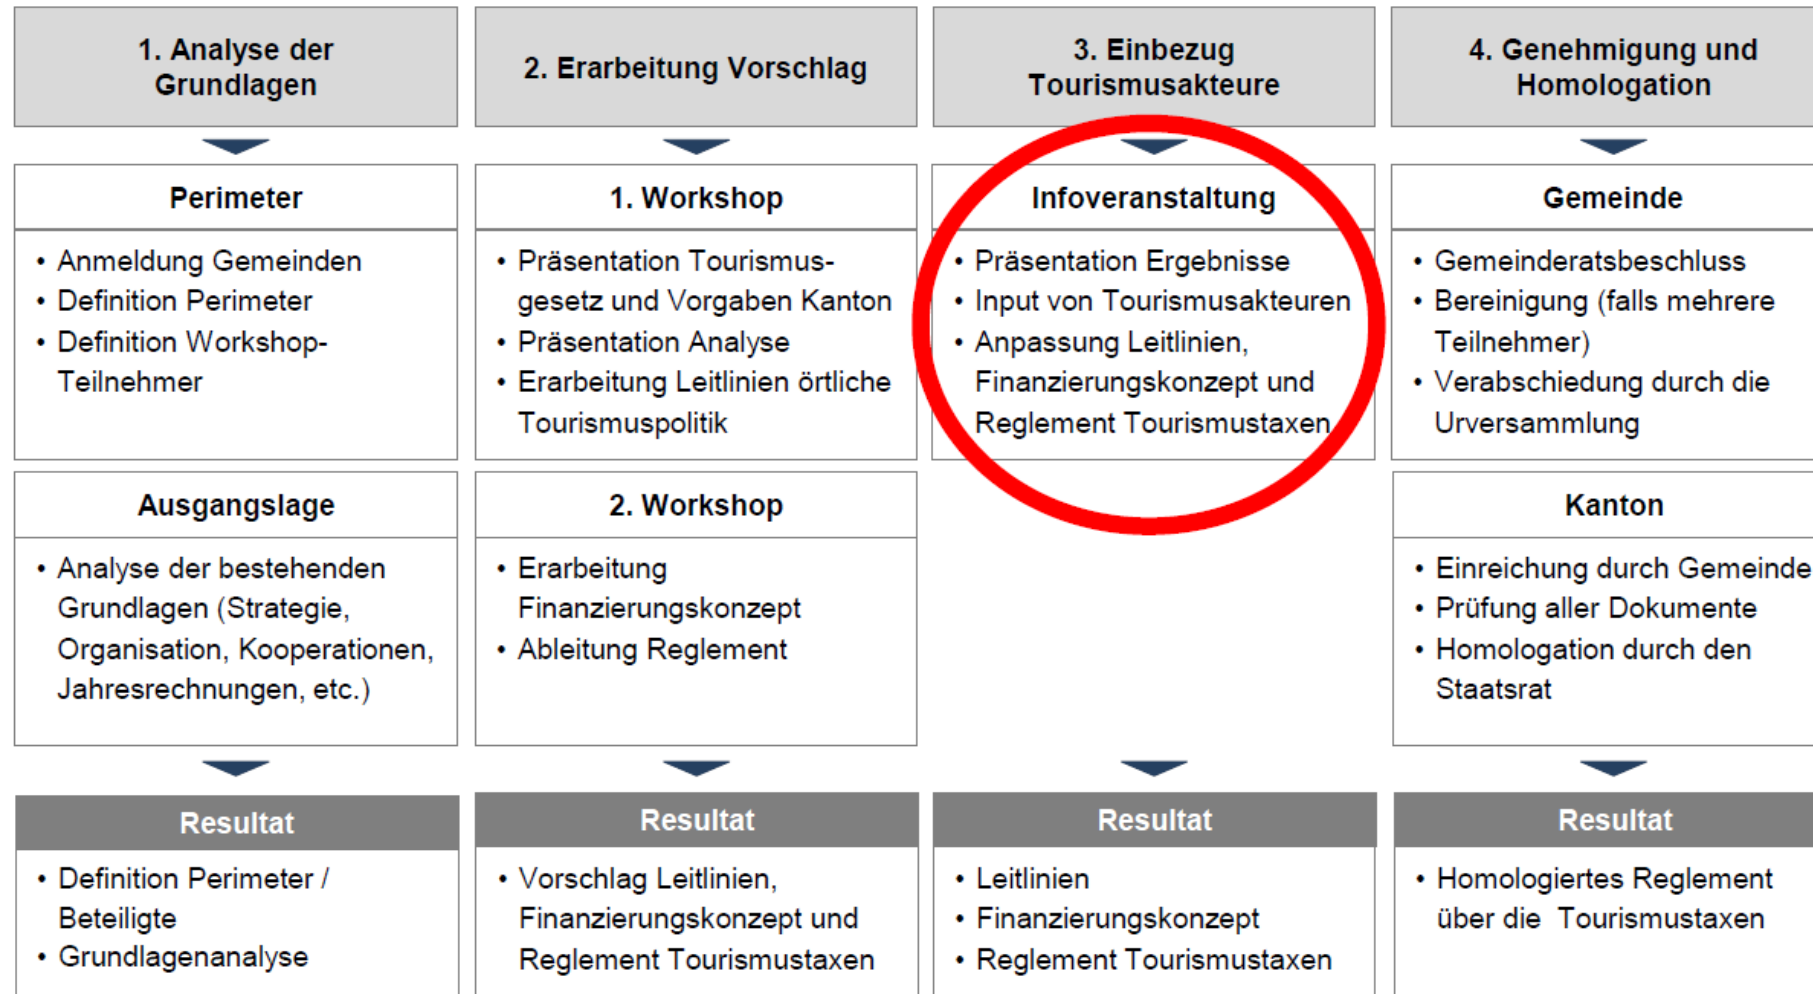 1. Analyse der
Grundlagen
2. Erarbeitung Vorschlag
3. Einbezug
Tourismusakteure
4. Genehmigung und
Homologation
Perimeter
• Anmeldung Gemeinden
• Definition Perimeter
• Definition Workshop-
Teilnehmer
1. Workshop
• Präsentation Tourismus-
gesetz und Vorgaben Kanton
• Präsentation Analyse
• Erarbeitung Leitlinien örtliche
Tourismuspolitik
Infoveranstaltung
• Präsentation Ergebnisse
• Input von Tourismusakteuren
• Anpassung Leitlinien,
Finanzierungskonzept und
Reglement Tourismustaxen
Gemeinde
• Gemeinderatsbeschluss
• Bereinigung (falls mehrere
Teilnehmer)
• Verabschiedung durch die
Urversammlung
Ausgangslage
• Analyse der bestehenden
Grundlagen (Strategie,
Organisation, Kooperationen,
Jahresrechnungen, etc.)
2. Workshop
• Erarbeitung
Finanzierungskonzept
• Ableitung Reglement
Kanton
• Einreichung durch Gemeinde
• Prüfung aller Dokumente
• Homologation durch den
Staatsrat
Resultat
• Definition Perimeter /
Beteiligte
• Grundlagenanalyse
Resultat
• Vorschlag Leitlinien,
Finanzierungskonzept und
Reglement Tourismustaxen
Resultat
• Leitlinien
• Finanzierungskonzept
• Reglement Tourismustaxen
Resultat
• Homologiertes Reglement
über die Tourismustaxen